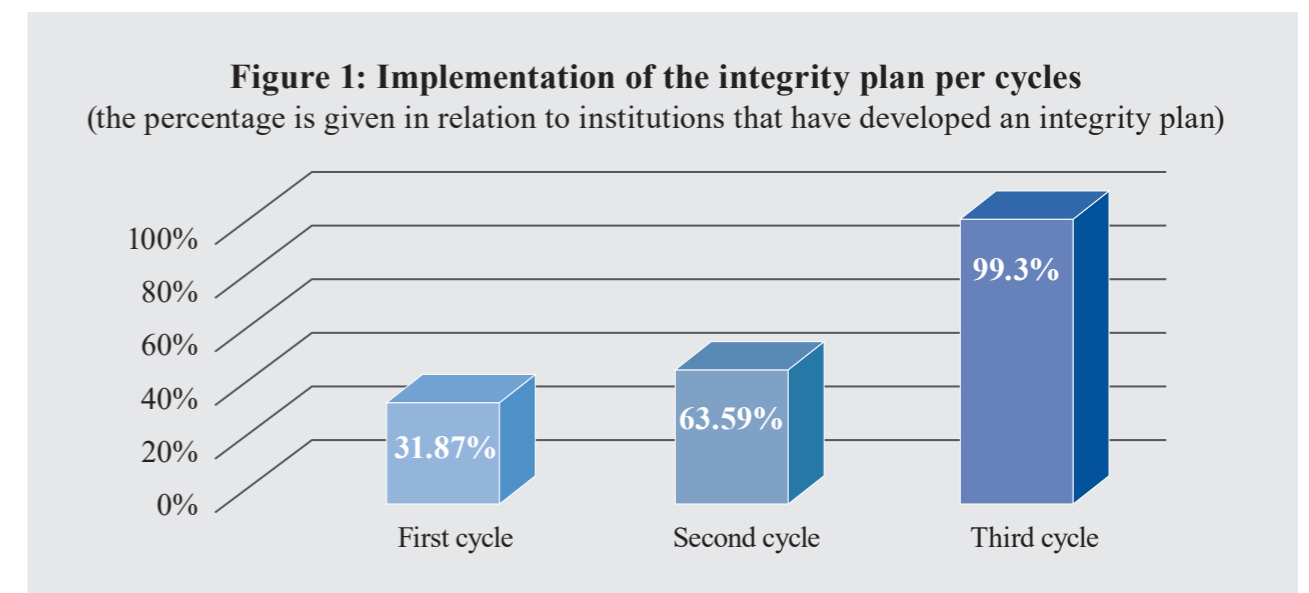 Figure 1: Implementation of the integrity plan per cycles
(the percentage is given in relation to institutions that have developed an integrity plan)
100%
80%
60%
40%
20%
0%
31.87%
63.59%
99.3%
First cycle
Second cycle
Third cycle